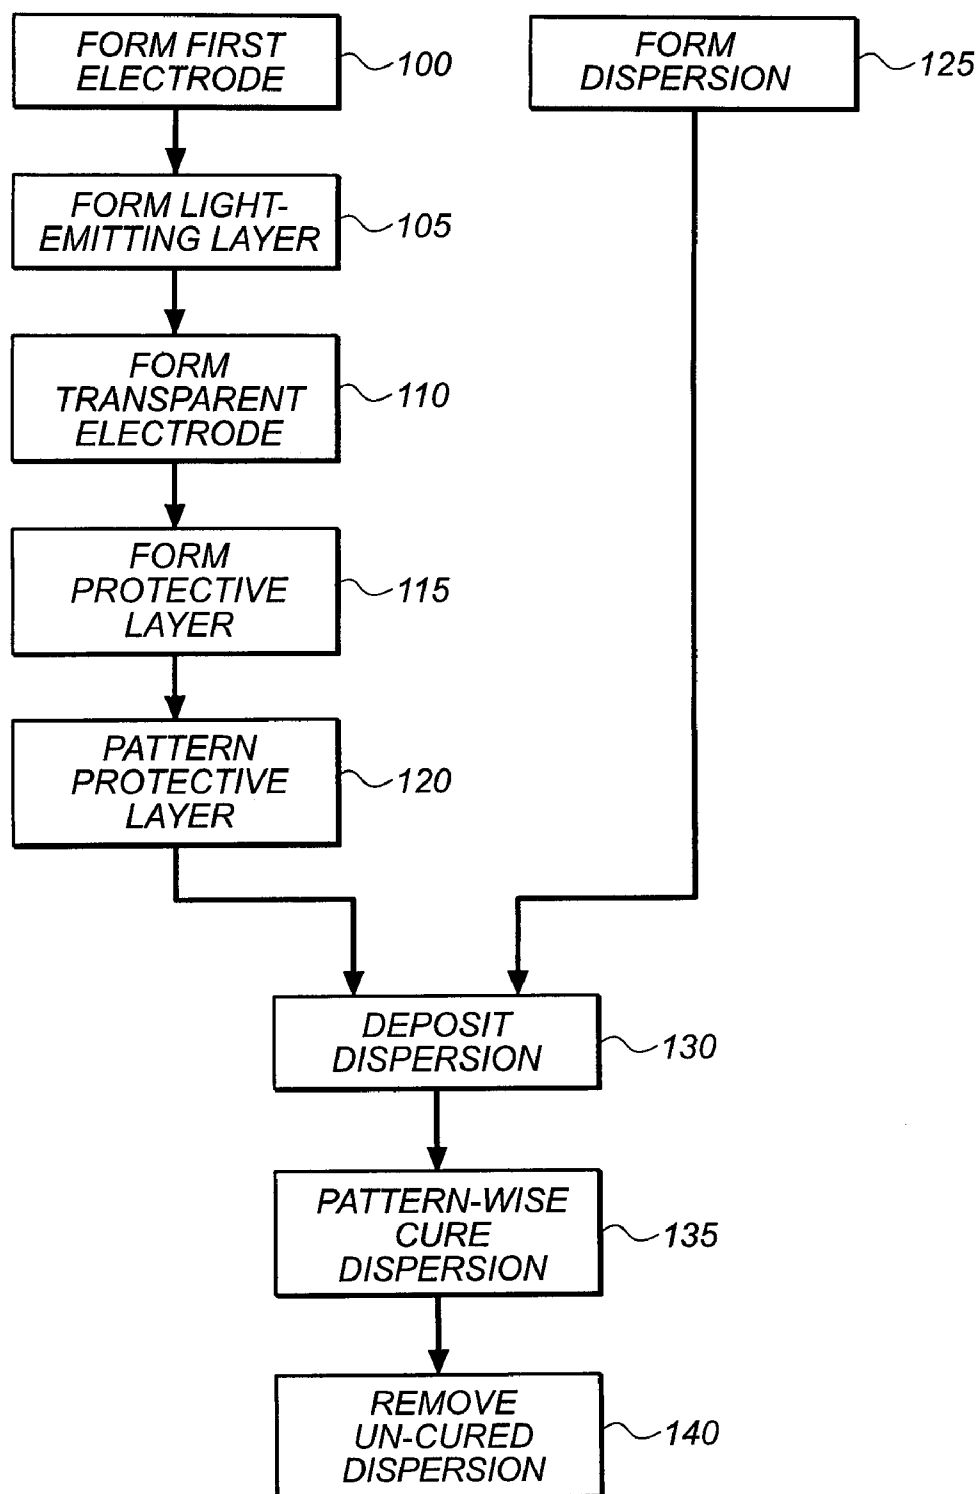 FORM FIRST
ELECTRODE
100
FORM
DISPERSION
125
FORM LIGHT-
EMITTING LAYER
105
FORM
TRANSPARENT
ELECTRODE
110
FORM
PROTECTIVE
LAYER
115
PATTERN
PROTECTIVE
LAYER
120
DEPOSIT
DISPERSION
130
PATTERN-WISE
CURE
DISPERSION
135
REMOVE
UN-CURED
DISPERSION
140